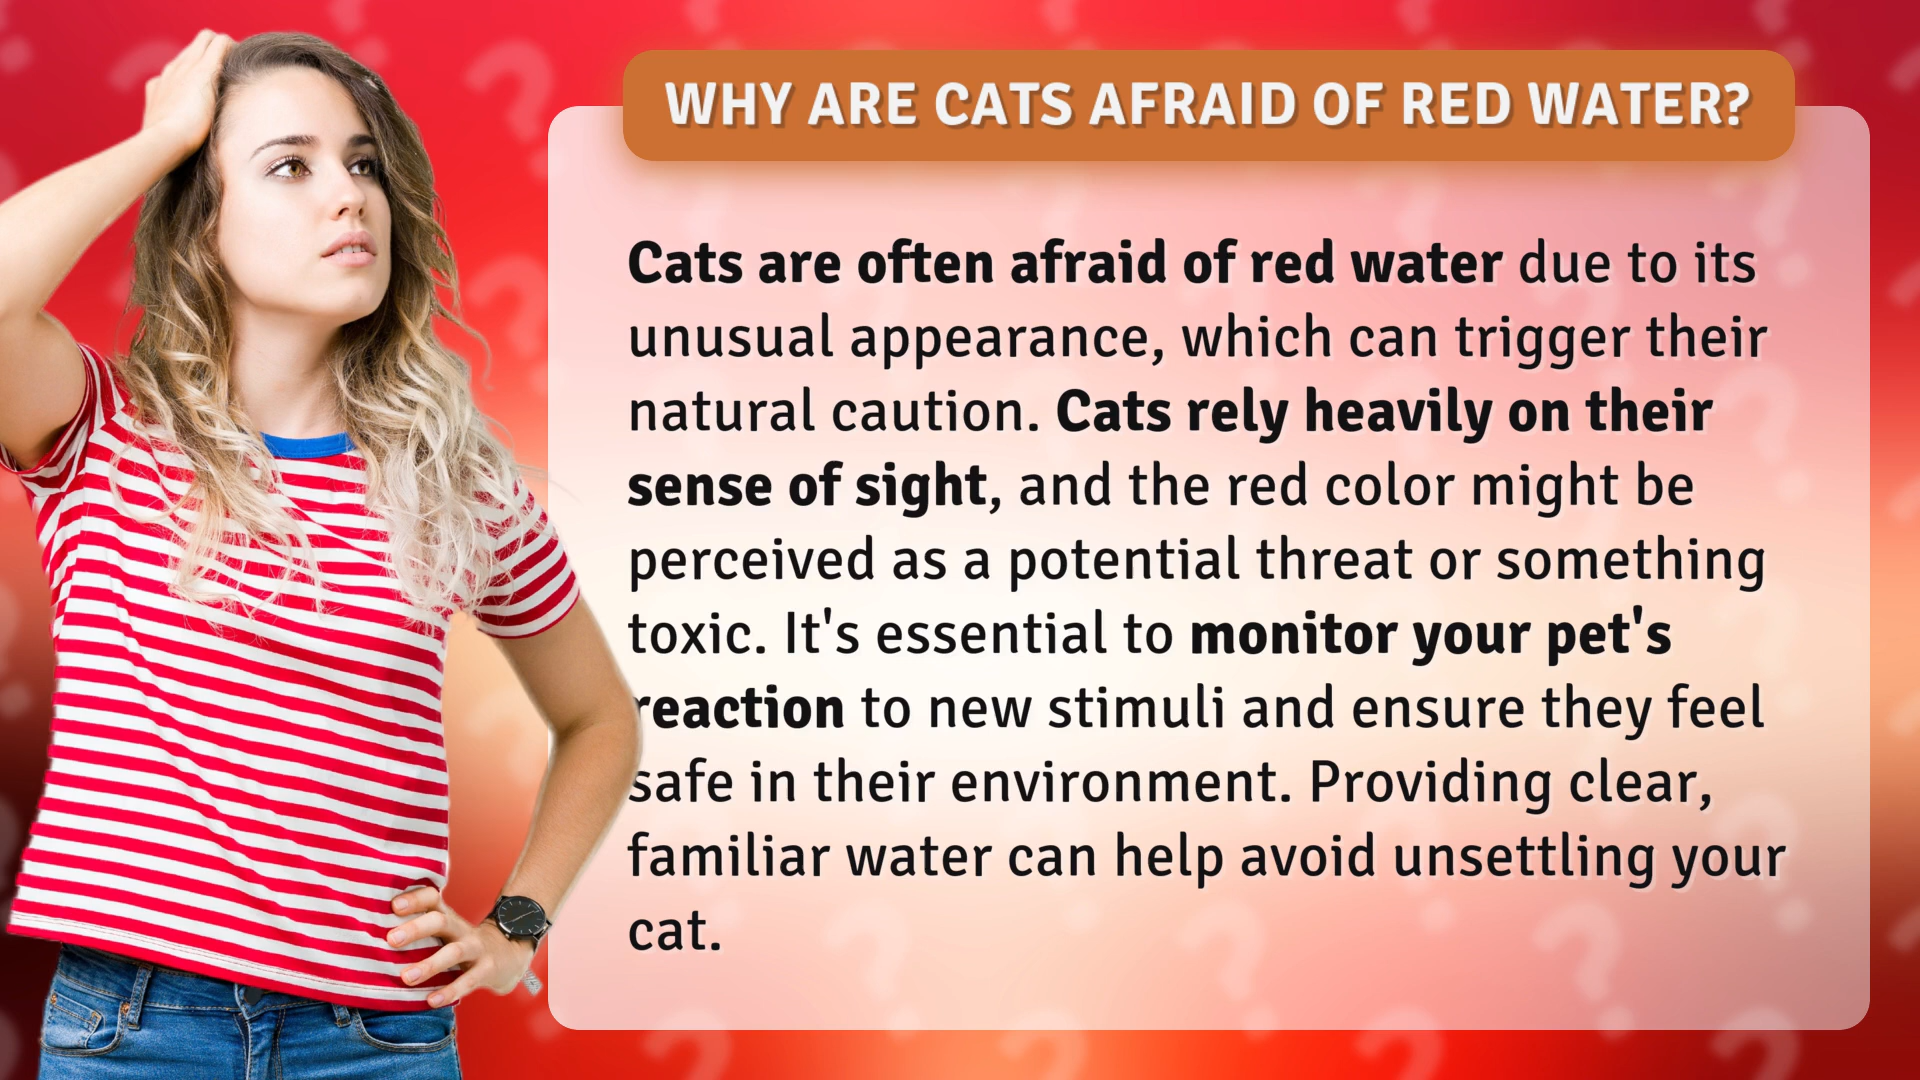 WHY ARE CATS AFRAID OF RED WATER?
Cats are often afraid of red water due to its
unusual appearance, which can trigger their
natural caution. Cats rely heavily on their
sense of sight, and the red color might be
perceived as a potential threat or something
toxic. It's essential to monitor your pet's
reaction to new stimuli and ensure they feel
safe in their environment. Providing clear,
familiar water can help avoid unsettling your
cat.